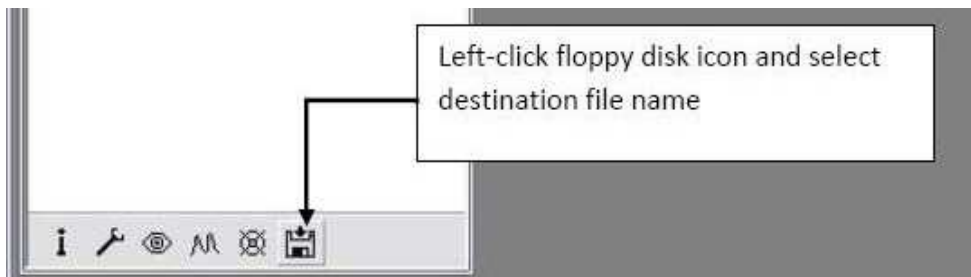 Left-click floppy disk icon and select
destination file name